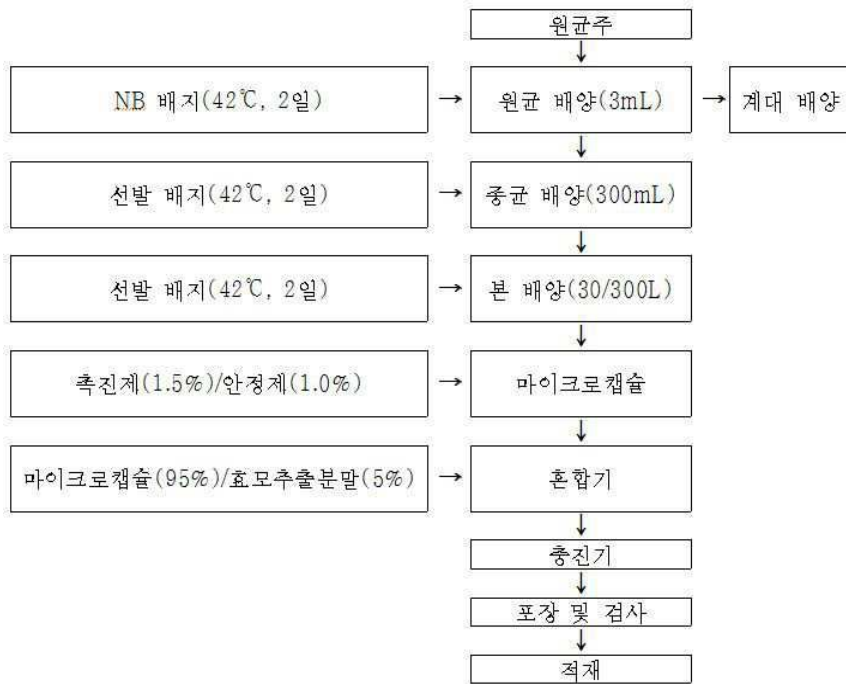 원균주
↓
NB 배지(42℃, 2일) → 원균 배양(3mL) → 계대 배양
↓
선발 배지(42℃, 2일) → 종균 배양(300mL)
↓
선발 배지(42℃, 2일) → 본 배양(30/300L)
↓
촉진제(1.5%)/안정제(1.0%) → 마이크로캡슐
↓
마이크로캡슐(95%)/효모추출분말(5%) → 혼합기
↓
충진기
↓
포장 및 검사
↓
적재